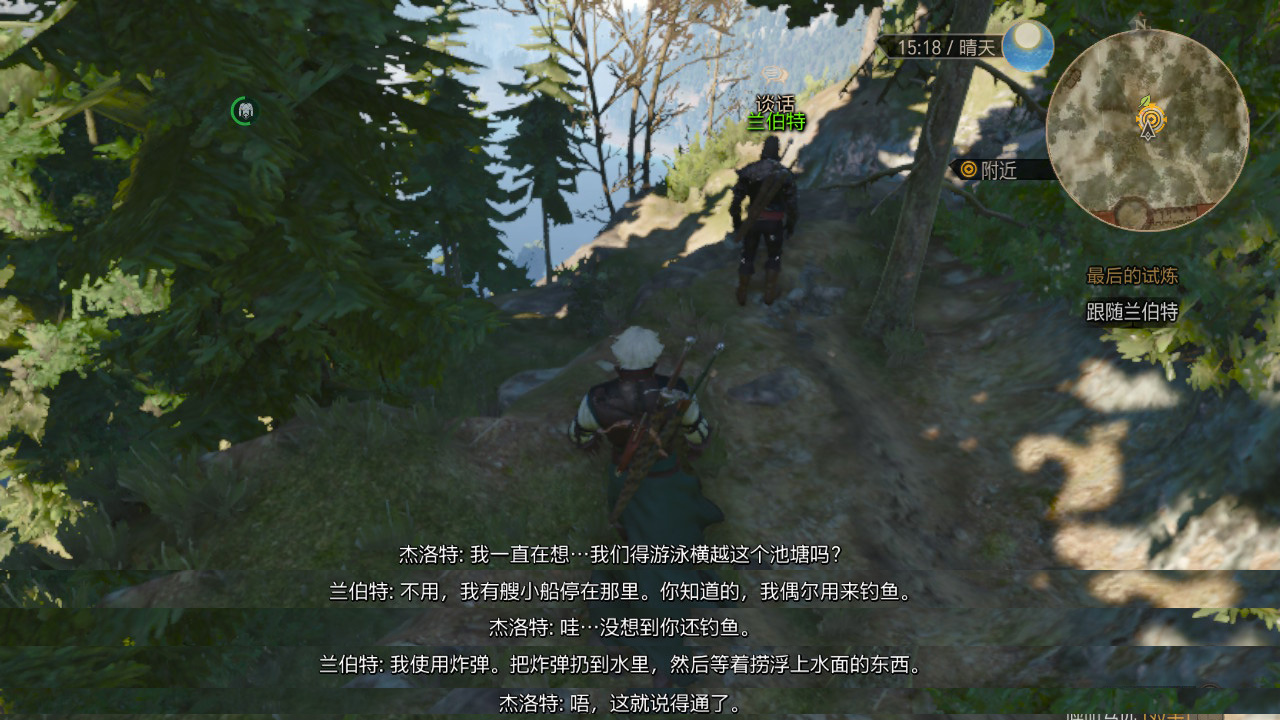 15:18 / 晴天
谈话
兰伯特
附近
最后的试炼
跟随兰伯特
杰洛特: 我一直在想…我们得游泳横越这个池塘吗?
兰伯特: 不用，我有艘小船停在那里。你知道的，我偶尔用来钓鱼。
杰洛特: 哇…没想到你还钓鱼。
兰伯特: 我使用炸弹。把炸弹扔到水里，然后等着捞浮上水面的东西。
杰洛特: 唔，这就说得通了。